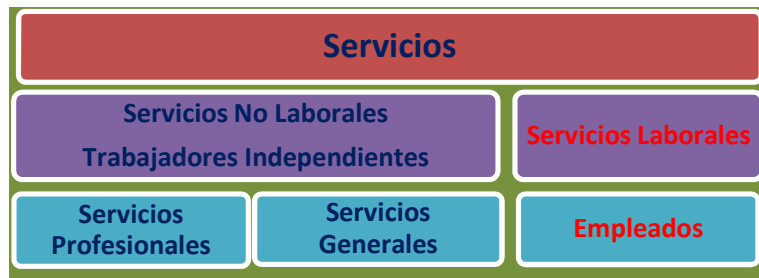 Servicios
Servicios No Laborales
Trabajadores Independientes
Servicios Laborales
Servicios
Profesionales
Servicios
Generales
Empleados